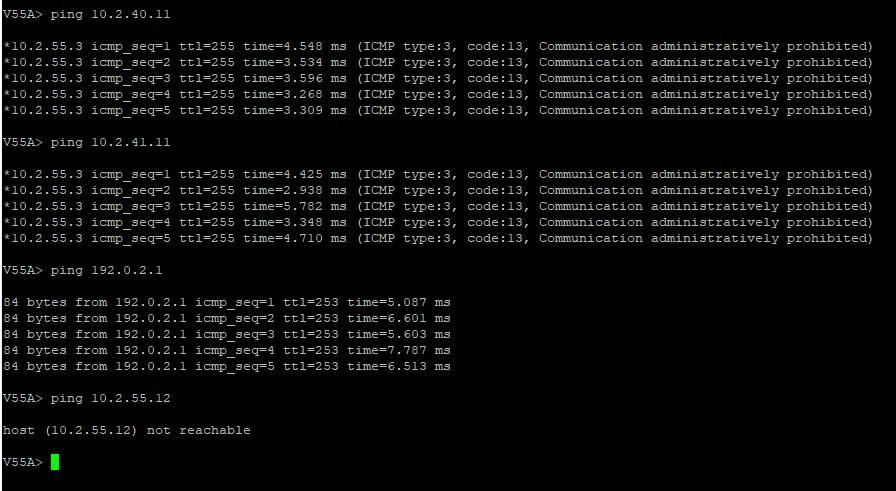 V55A> ping 10.2.40.11
*10.2.55.3 icmp_seq=1 ttl=255 time=4.548 ms (ICMP type:3, code:13, Communication administratively prohibited)
*10.2.55.3 icmp_seq=2 ttl=255 time=3.534 ms (ICMP type:3, code:13, Communication administratively prohibited)
*10.2.55.3 icmp_seq=3 ttl=255 time=3.596 ms (ICMP type:3, code:13, Communication administratively prohibited)
*10.2.55.3 icmp_seq=4 ttl=255 time=3.268 ms (ICMP type:3, code:13, Communication administratively prohibited)
*10.2.55.3 icmp_seq=5 ttl=255 time=3.309 ms (ICMP type:3, code:13, Communication administratively prohibited)
V55A> ping 10.2.41.11
*10.2.55.3 icmp_seq=1 ttl=255 time=4.425 ms (ICMP type:3, code:13, Communication administratively prohibited)
*10.2.55.3 icmp_seq=2 ttl=255 time=2.938 ms (ICMP type:3, code:13, Communication administratively prohibited)
*10.2.55.3 icmp_seq=3 ttl=255 time=5.782 ms (ICMP type:3, code:13, Communication administratively prohibited)
*10.2.55.3 icmp_seq=4 ttl=255 time=3.348 ms (ICMP type:3, code:13, Communication administratively prohibited)
*10.2.55.3 icmp_seq=5 ttl=255 time=4.710 ms (ICMP type:3, code:13, Communication administratively prohibited)
V55A> ping 192.0.2.1
84 bytes from 192.0.2.1 icmp_seq=1 ttl=253 time=5.087 ms
84 bytes from 192.0.2.1 icmp_seq=2 ttl=253 time=6.601 ms
84 bytes from 192.0.2.1 icmp_seq=3 ttl=253 time=5.603 ms
84 bytes from 192.0.2.1 icmp_seq=4 ttl=253 time=7.787 ms
84 bytes from 192.0.2.1 icmp_seq=5 ttl=253 time=6.513 ms
V55A> ping 10.2.55.12
host (10.2.55.12) not reachable
V55A>